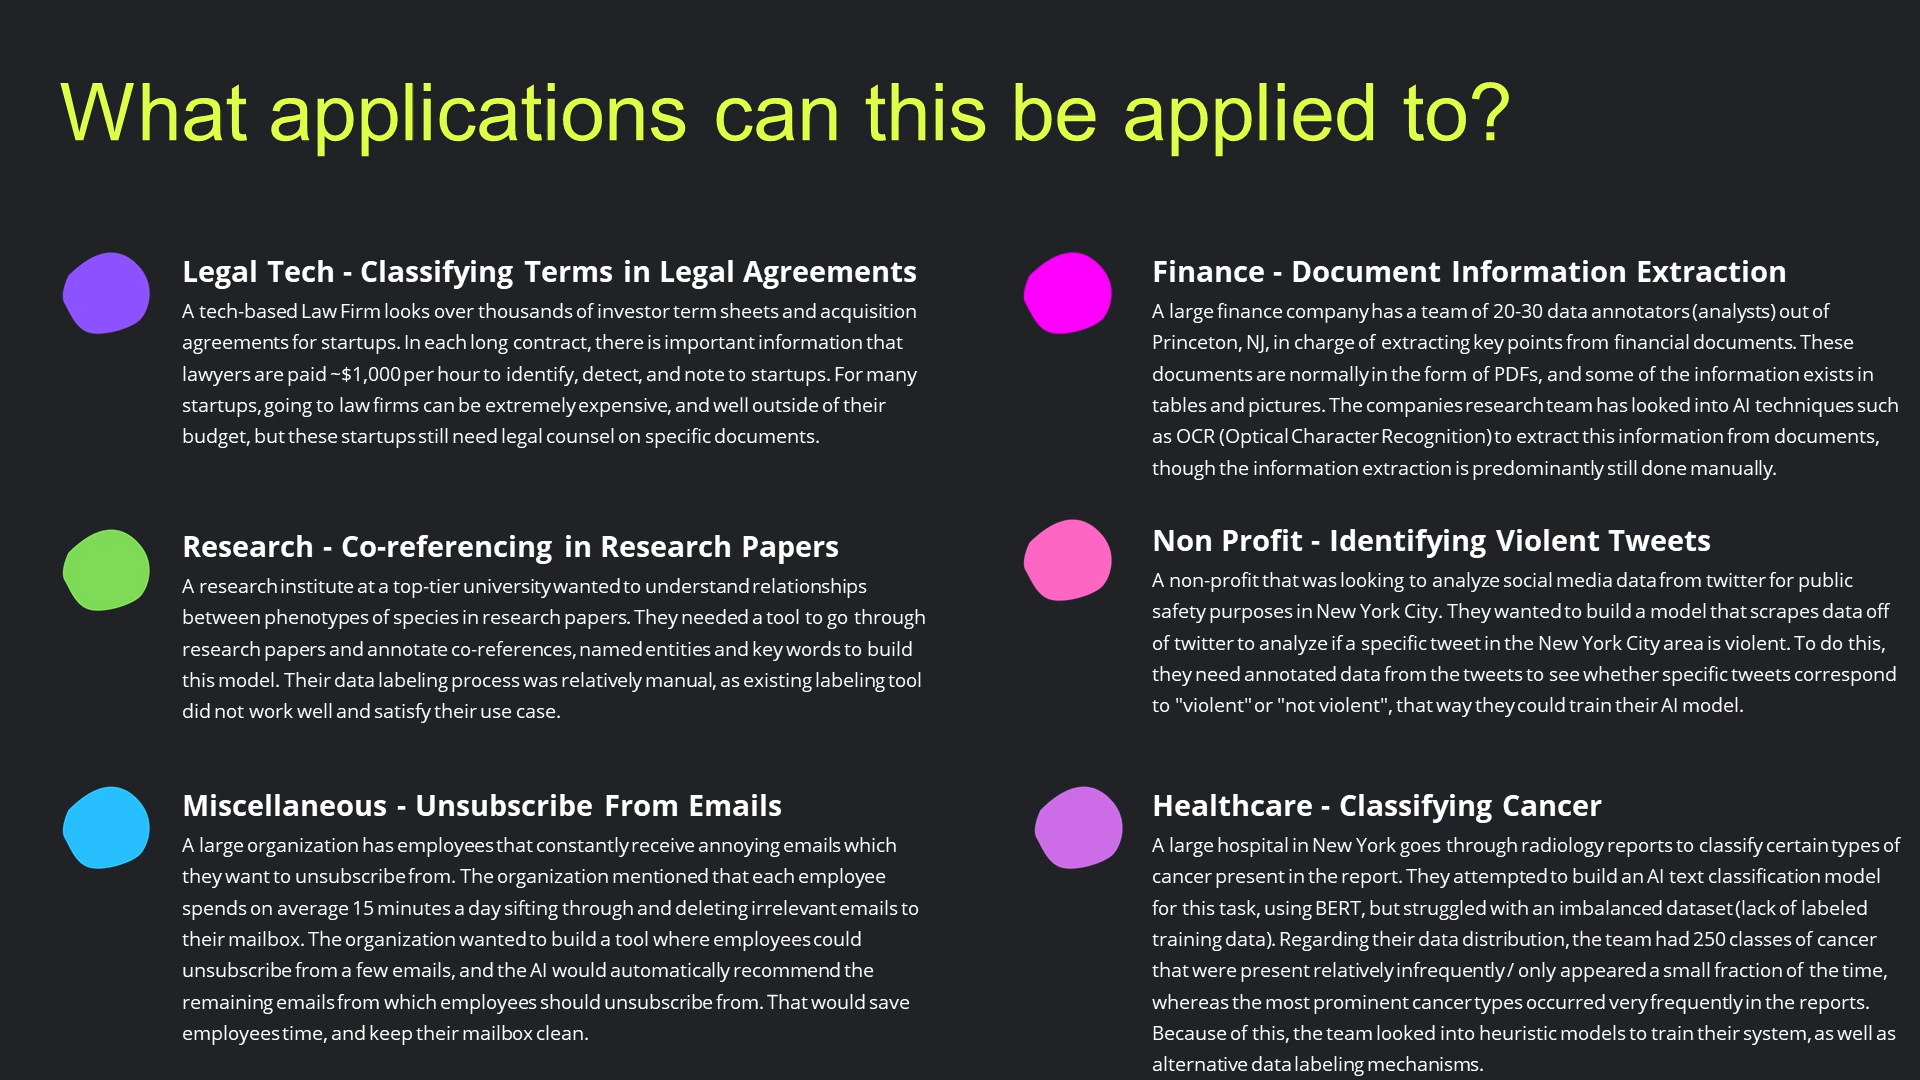 What applications can this be applied to?
Legal Tech - Classifying Terms in Legal Agreements
A tech-based Law Firm looks over thousands of investor term sheets and acquisition
agreements for startups. In each long contract, there is important information that
lawyers are paid ~$1,000 per hour to identify, detect, and note to startups. For many
startups, going to law firms can be extremely expensive, and well outside of their
budget, but these startups still need legal counsel on specific documents.
Research - Co-referencing in Research Papers
A research institute at a top-tier university wanted to understand relationships
between phenotypes of species in research papers. They needed a tool to go through
research papers and annotate co-references, named entities and key words to build
this model. Their data labeling process was relatively manual, as existing labeling tool
did not work well and satisfy their use case.
Miscellaneous - Unsubscribe From Emails
A large organization has employees that constantly receive annoying emails which
they want to unsubscribe from. The organization mentioned that each employee
spends on average 15 minutes a day sifting through and deleting irrelevant emails to
their mailbox. The organization wanted to build a tool where employees could
unsubscribe from a few emails, and the AI would automatically recommend the
remaining emails from which employees should unsubscribe from. That would save
employees time, and keep their mailbox clean.
Finance - Document Information Extraction
A large finance company has a team of 20-30 data annotators (analysts) out of
Princeton, NJ, in charge of extracting key points from financial documents. These
documents are normally in the form of PDFs, and some of the information exists in
tables and pictures. The companies research team has looked into AI techniques such
as OCR (Optical Character Recognition) to extract this information from documents,
though the information extraction is predominantly still done manually.
Non Profit - Identifying Violent Tweets
A non-profit that was looking to analyze social media data from twitter for public
safety purposes in New York City. They wanted to build a model that scrapes data off
of twitter to analyze if a specific tweet in the New York City area is violent. To do this,
they need annotated data from the tweets to see whether specific tweets correspond
to "violent" or "not violent", that way they could train their AI model.
Healthcare - Classifying Cancer
A large hospital in New York goes through radiology reports to classify certain types of
cancer present in the report. They attempted to build an AI text classification model
for this task, using BERT, but struggled with an imbalanced dataset (lack of labeled
training data). Regarding their data distribution, the team had 250 classes of cancer
that were present relatively infrequently / only appeared a small fraction of the time,
whereas the most prominent cancer types occurred very frequently in the reports.
Because of this, the team looked into heuristic models to train their system, as well as
alternative data labeling mechanisms.